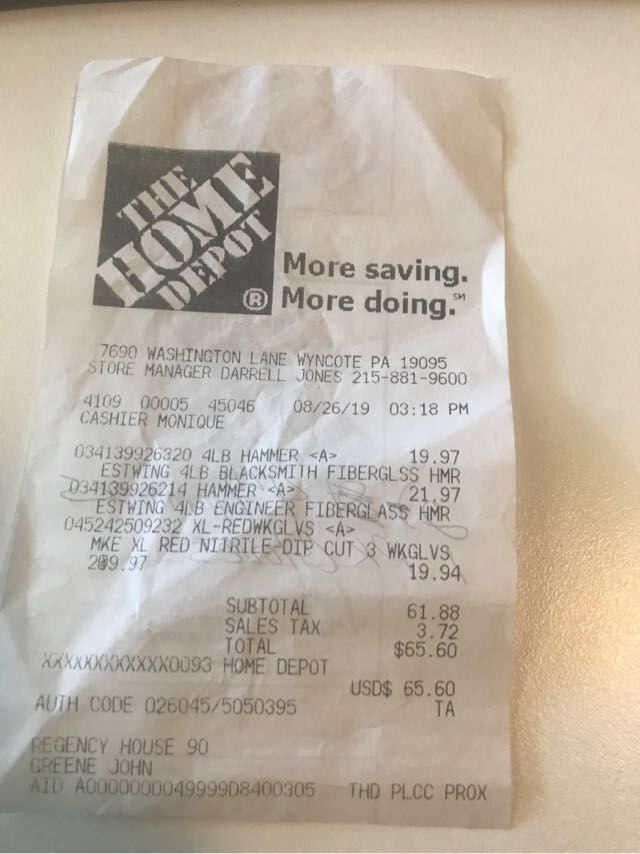 THE
HOME
DEPOT
®
More saving.
More doing.℠
7690 WASHINGTON LANE WYNCOTE PA 19095
STORE MANAGER DARRELL JONES 215-881-9600
4109 00005 45046 08/26/19 03:18 PM
CASHIER MONIQUE
034139926320 4LB HAMMER <A> 19.97
ESTWING 4LB BLACKSMITH FIBERGLSS HMR
034139926214 HAMMER <A> 21.97
ESTWING 4LB ENGINEER FIBERGLASS HMR
045242509232 XL-REDWKGLVS <A>
MKE XL RED NITRILE DIP CUT 3 WKGLVS
2@9.97 19.94
SUBTOTAL 61.88
SALES TAX 3.72
TOTAL $65.60
XXXXXXXXXXXX0093 HOME DEPOT
USD$ 65.60
AUTH CODE 026045/5050395 TA
REGENCY HOUSE 90
GREENE JOHN
AID A0000000049999D8400305 THD PLCC PROX